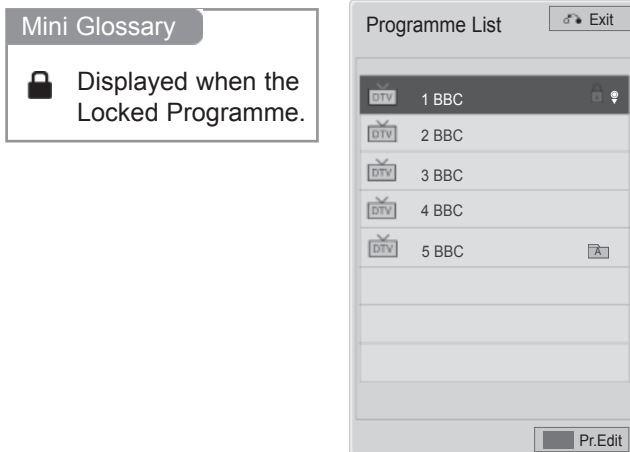 Mini Glossary
Displayed when the
Locked Programme.
Programme List
Exit
DTV 1 BBC
DTV 2 BBC
DTV 3 BBC
DTV 4 BBC
DTV 5 BBC A
Pr.Edit